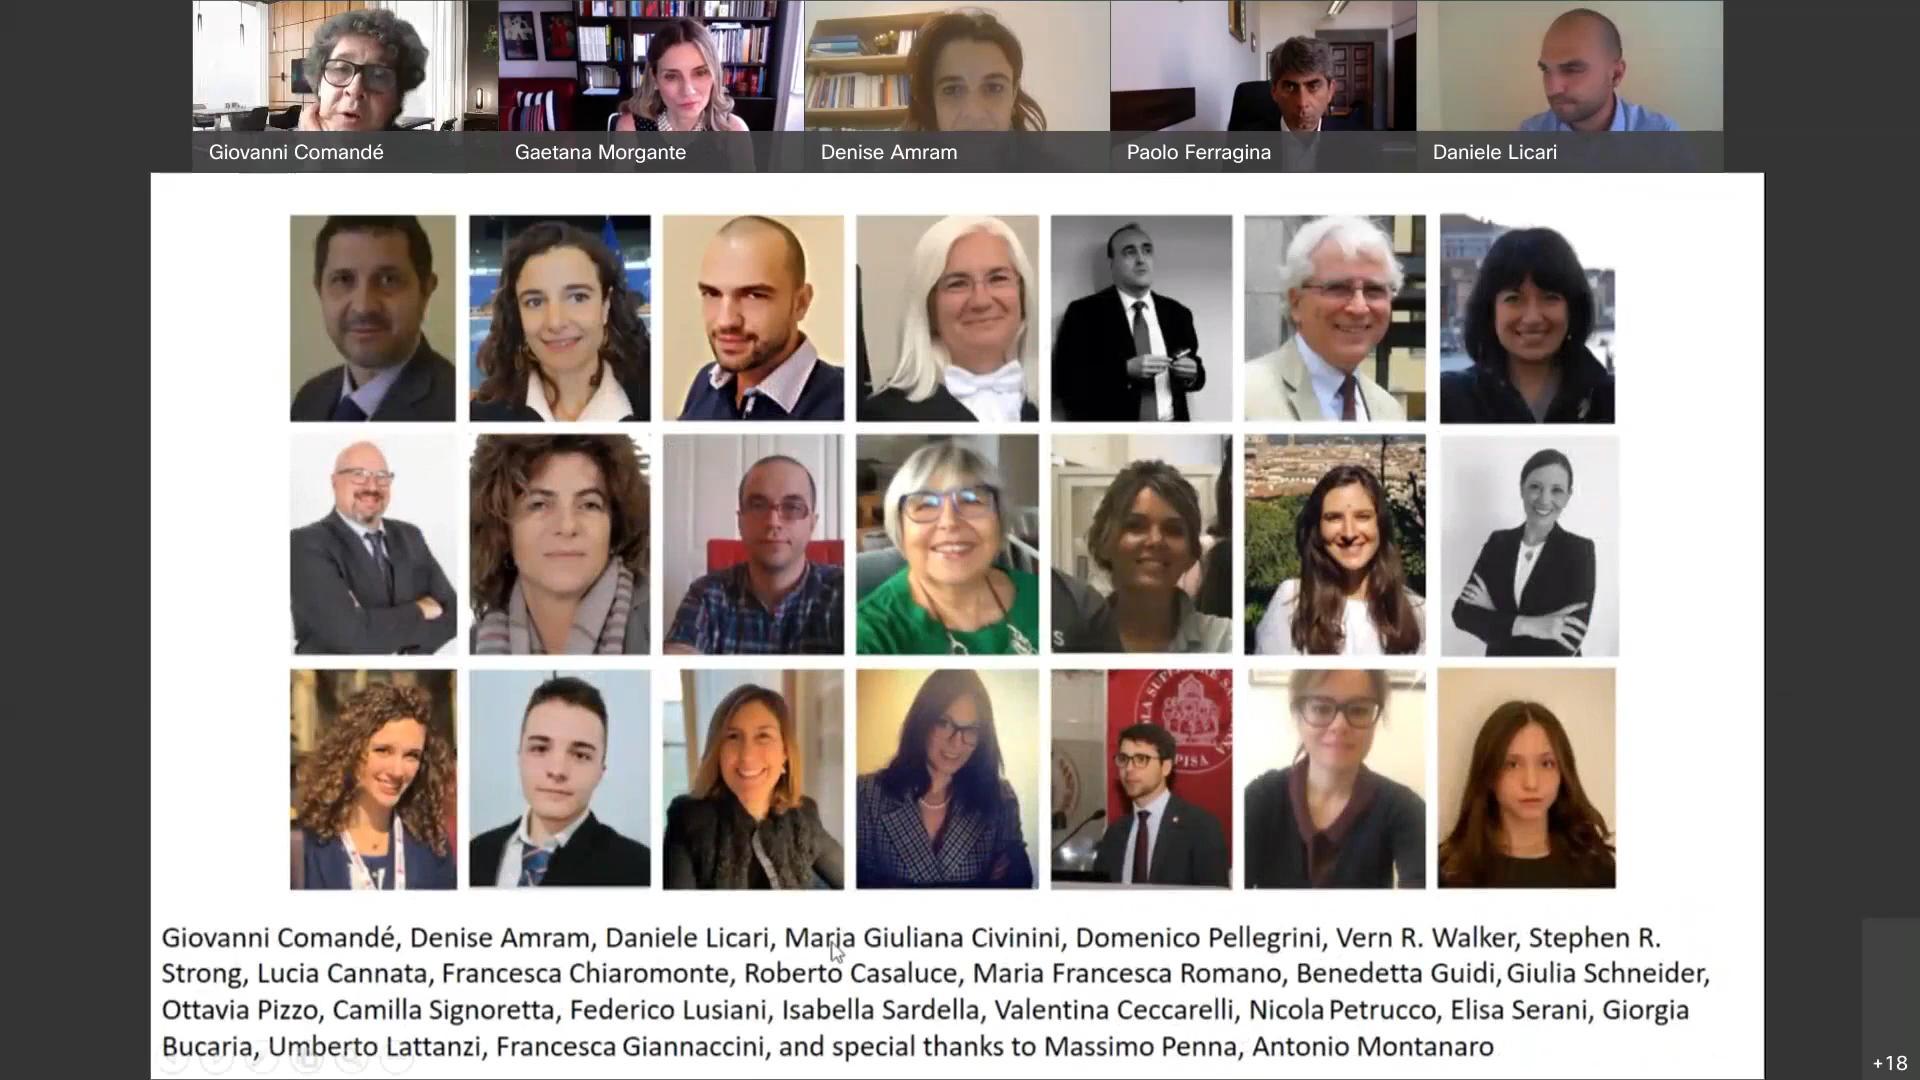 Giovanni Comandé
Gaetana Morgante
Denise Amram
Paolo Ferragina
Daniele Licari
S
PISA
Giovanni Comandé, Denise Amram, Daniele Licari, Maria Giuliana Civinini, Domenico Pellegrini, Vern R. Walker, Stephen R.
Strong, Lucia Cannata, Francesca Chiaromonte, Roberto Casaluce, Maria Francesca Romano, Benedetta Guidi, Giulia Schneider,
Ottavia Pizzo, Camilla Signoretta, Federico Lusiani, Isabella Sardella, Valentina Ceccarelli, Nicola Petrucco, Elisa Serani, Giorgia
Bucaria, Umberto Lattanzi, Francesca Giannaccini, and special thanks to Massimo Penna, Antonio Montanaro
+18